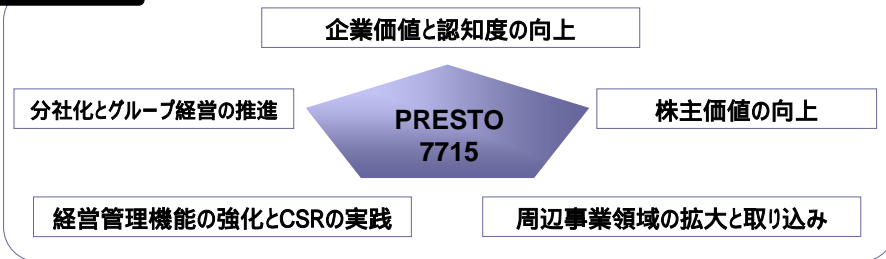 企業価値と認知度の向上
分社化とグループ経営の推進
PRESTO
7715
株主価値の向上
経営管理機能の強化とCSRの実践
周辺事業領域の拡大と取り込み